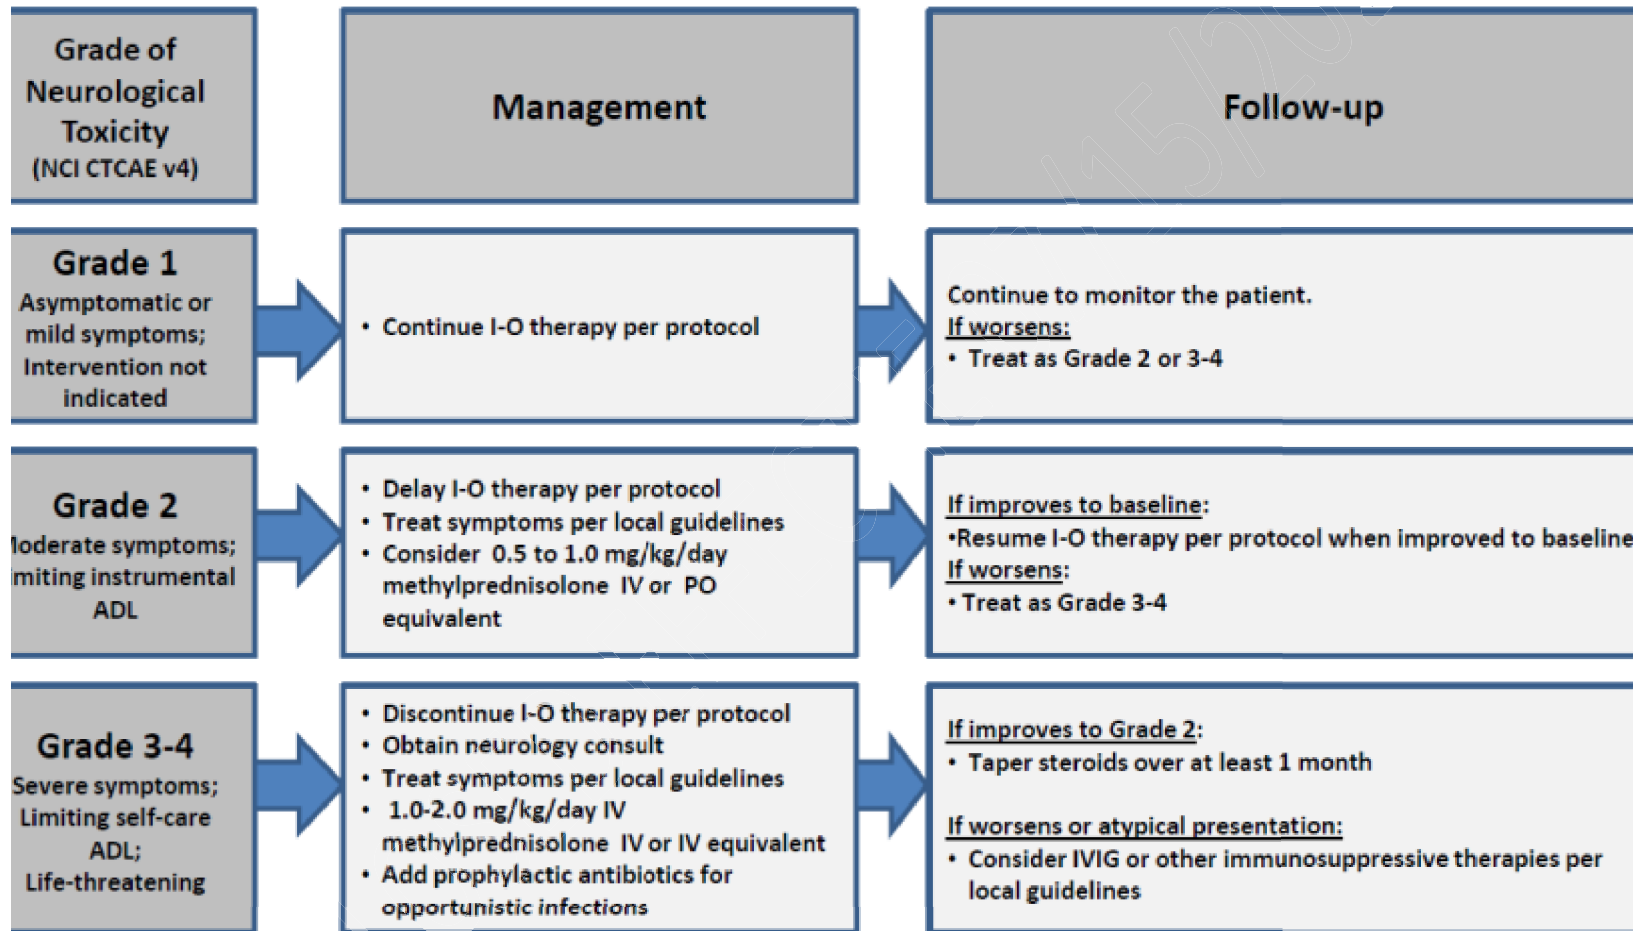 Grade of
Neurological
Toxicity
(NCI CTCAE v4)
Management
Follow-up
Grade 1
Asymptomatic or
mild symptoms;
Intervention not
indicated
• Continue I-O therapy per protocol
Continue to monitor the patient.
If worsens:
• Treat as Grade 2 or 3-4
Grade 2
Moderate symptoms;
imiting instrumental
ADL
• Delay I-O therapy per protocol
• Treat symptoms per local guidelines
• Consider 0.5 to 1.0 mg/kg/day
methylprednisolone IV or PO
equivalent
If improves to baseline:
•Resume I-O therapy per protocol when improved to baseline
If worsens:
• Treat as Grade 3-4
Grade 3-4
Severe symptoms;
Limiting self-care
ADL;
Life-threatening
• Discontinue I-O therapy per protocol
• Obtain neurology consult
• Treat symptoms per local guidelines
• 1.0-2.0 mg/kg/day IV
methylprednisolone IV or IV equivalent
• Add prophylactic antibiotics for
opportunistic infections
If improves to Grade 2:
• Taper steroids over at least 1 month
If worsens or atypical presentation:
• Consider IVIG or other immunosuppressive therapies per
local guidelines